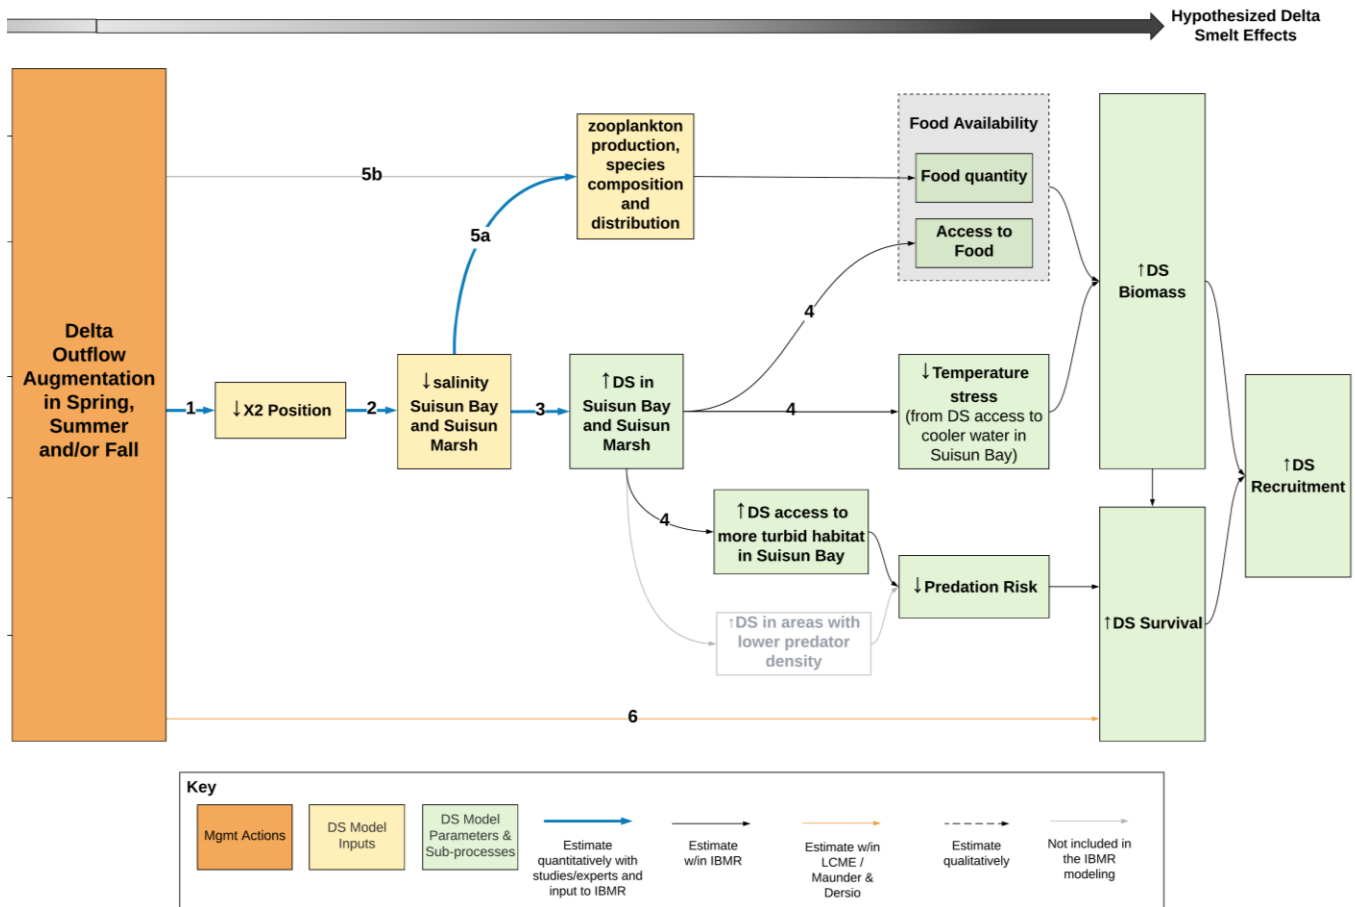 Hypothesized Delta
Smelt Effects
Delta
Outflow
Augmentation
in Spring,
Summer
and/or Fall
5b
5a
zooplankton
production,
species
composition
and
distribution
Food Availability
Food quantity
Access to
Food
1
↓X2 Position
2
↓salinity
Suisun Bay
and Suisun
Marsh
3
↑DS in
Suisun Bay
and Suisun
Marsh
4
4
4
↓Temperature
stress
(from DS access to
cooler water in
Suisun Bay)
↑DS access to
more turbid habitat
in Suisun Bay
↑DS in areas with
lower predator
density
↓Predation Risk
↑DS
Biomass
↑DS Survival
↑DS
Recruitment
6
Key
Mgmt Actions
DS Model
Inputs
DS Model
Parameters &
Sub-processes
Estimate
quantitatively with
studies/experts and
input to IBMR
Estimate
w/in IBMR
Estimate w/in
LCME /
Maunder &
Dersio
Estimate
qualitatively
Not included in
the IBMR
modeling